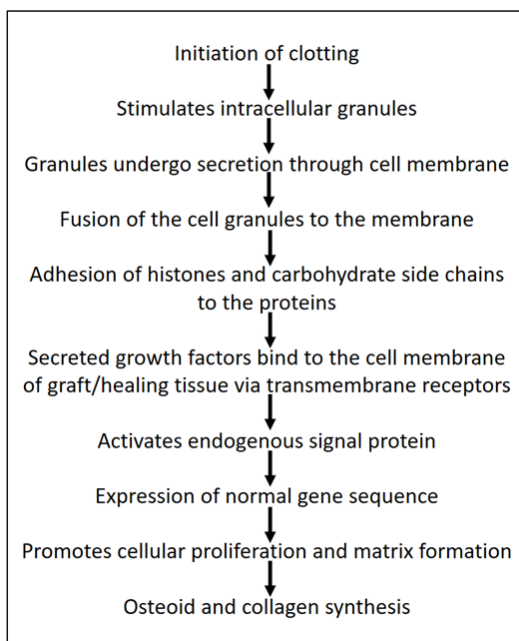 Initiation of clotting
Stimulates intracellular granules
Granules undergo secretion through cell membrane
Fusion of the cell granules to the membrane
Adhesion of histones and carbohydrate side chains
to the proteins
Secreted growth factors bind to the cell membrane
of graft/healing tissue via transmembrane receptors
Activates endogenous signal protein
Expression of normal gene sequence
Promotes cellular proliferation and matrix formation
Osteoid and collagen synthesis